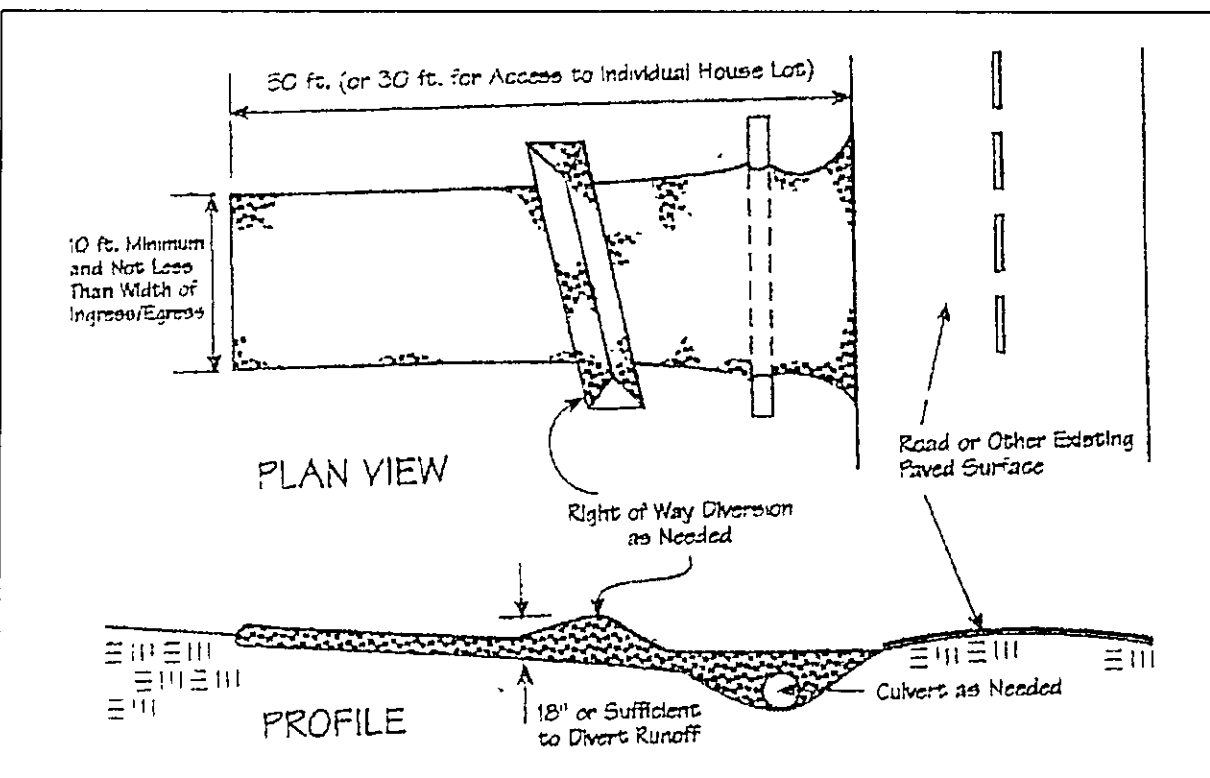 50 ft. (or 30 ft. for Access to Individual House Lot)
10 ft. Minimum
and Not Less
Than Width of
Ingress/Egress
PLAN VIEW
Road or Other Existing
Paved Surface
Right of Way Diversion
as Needed
Culvert as Needed
18" or Sufficient
to Divert Runoff
PROFILE